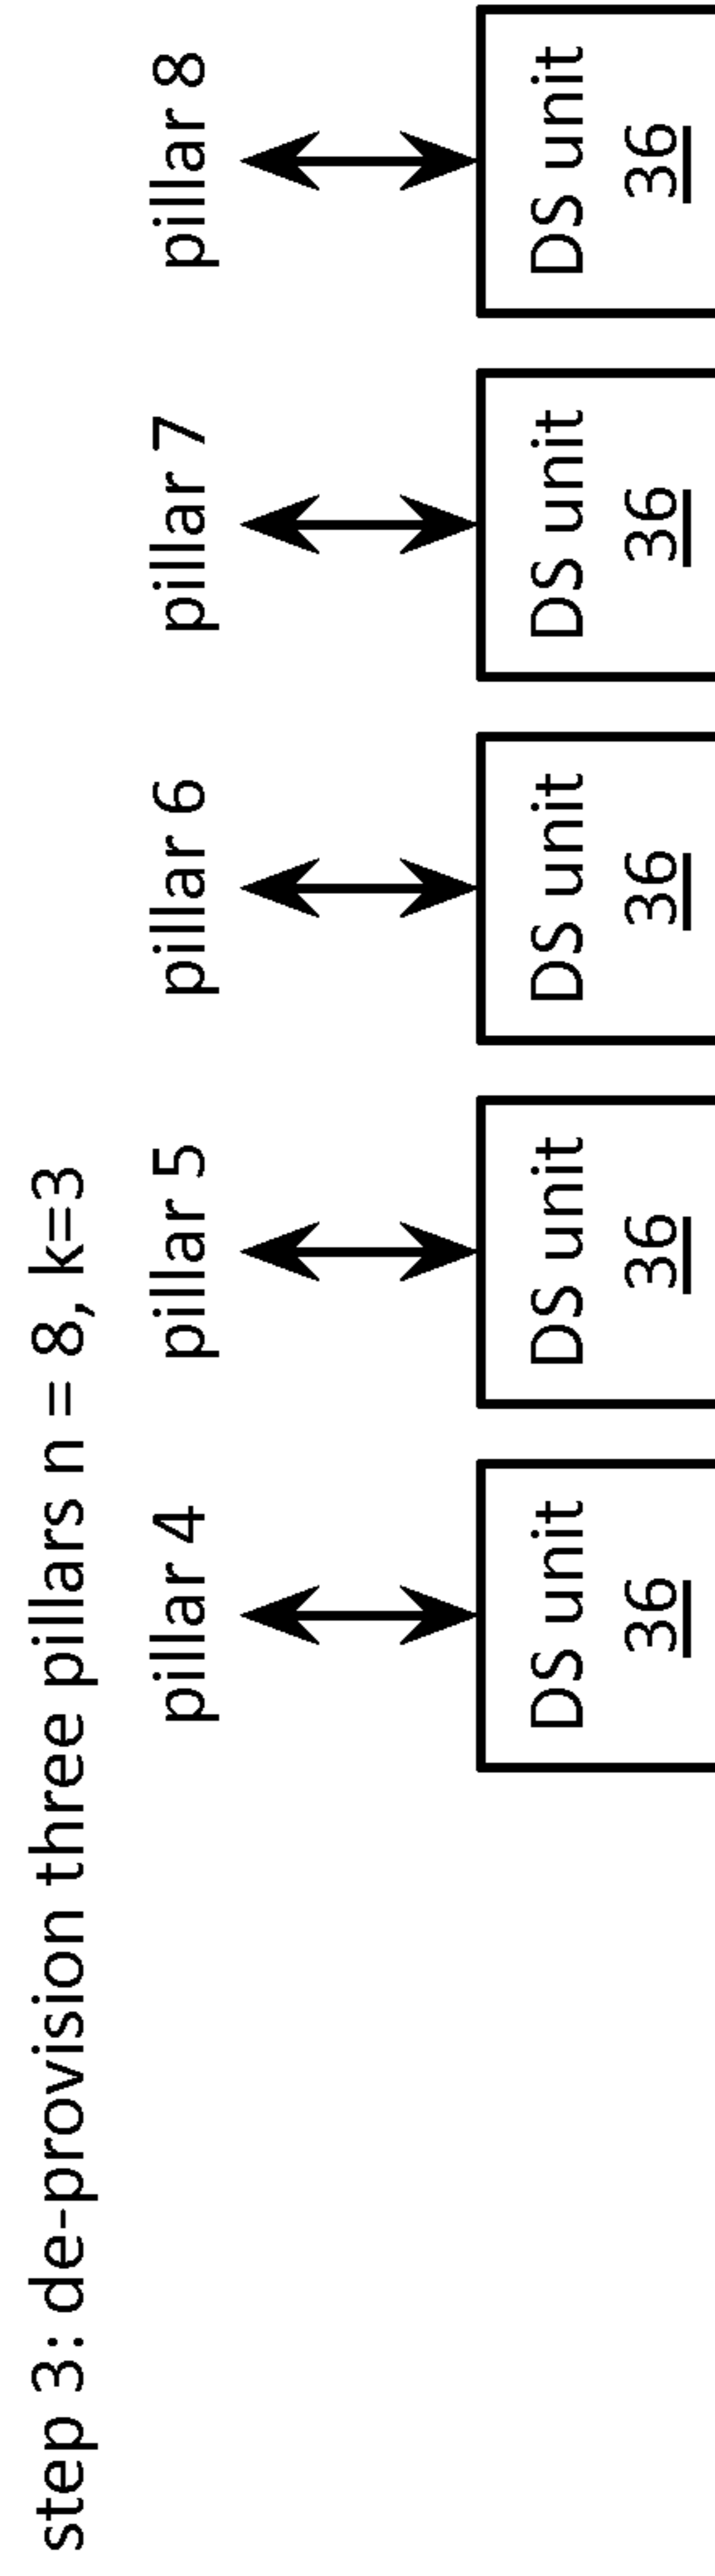 step 3: de-provision three pillars n = 8, k=3
pillar 4
pillar 5
pillar 6
pillar 7
pillar 8
DS unit
36
DS unit
36
DS unit
36
DS unit
36
DS unit
36